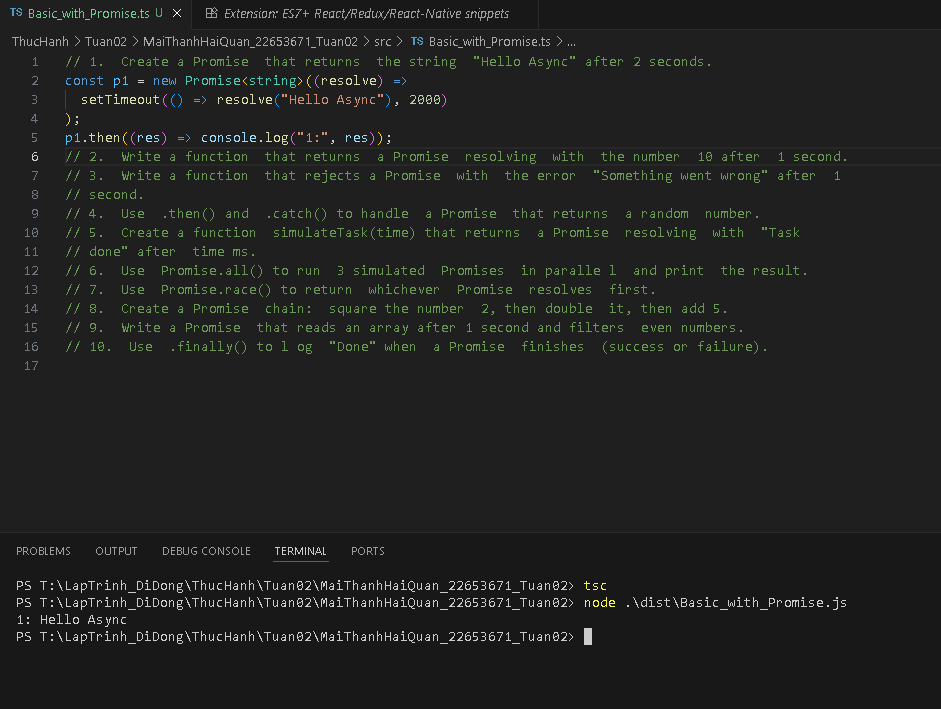 TS Basic_with_Promise.ts U × Extension: ES7+ React/Redux/React-Native snippets
ThucHanh > Tuan02 > MaiThanhHaiQuan_22653671_Tuan02 > src > TS Basic_with_Promise.ts > ...
1 // 1. Create a Promise that returns the string "Hello Async" after 2 seconds.
2 const p1 = new Promise<string>((resolve) =>
3 setTimeout(() => resolve("Hello Async"), 2000)
4 );
5 p1.then((res) => console.log("1:", res));
6 // 2. Write a function that returns a Promise resolving with the number 10 after 1 second.
7 // 3. Write a function that rejects a Promise with the error "Something went wrong" after 1
8 // second.
9 // 4. Use .then() and .catch() to handle a Promise that returns a random number.
10 // 5. Create a function simulateTask(time) that returns a Promise resolving with "Task
11 // done" after time ms.
12 // 6. Use Promise.all() to run 3 simulated Promises in paralle l and print the result.
13 // 7. Use Promise.race() to return whichever Promise resolves first.
14 // 8. Create a Promise chain: square the number 2, then double it, then add 5.
15 // 9. Write a Promise that reads an array after 1 second and filters even numbers.
16 // 10. Use .finally() to l og "Done" when a Promise finishes (success or failure).
17
PROBLEMS OUTPUT DEBUG CONSOLE TERMINAL PORTS
PS T:\LapTrinh_DiDong\ThucHanh\Tuan02\MaiThanhHaiQuan_22653671_Tuan02> tsc
PS T:\LapTrinh_DiDong\ThucHanh\Tuan02\MaiThanhHaiQuan_22653671_Tuan02> node .\dist\Basic_with_Promise.js
1: Hello Async
PS T:\LapTrinh_DiDong\ThucHanh\Tuan02\MaiThanhHaiQuan_22653671_Tuan02>